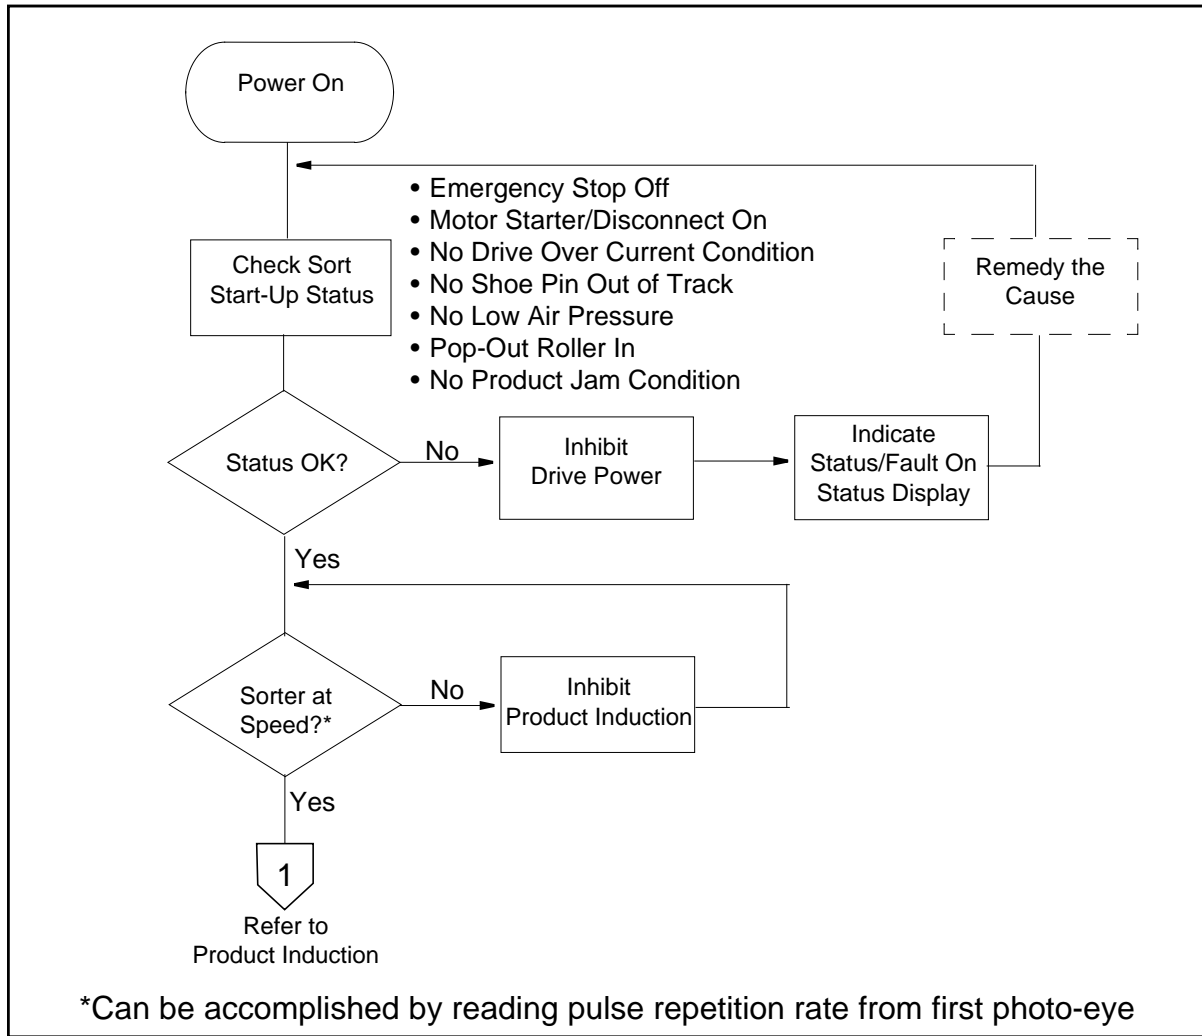 Power On
• Emergency Stop Off
• Motor Starter/Disconnect On
• No Drive Over Current Condition
• No Shoe Pin Out of Track
• No Low Air Pressure
• Pop-Out Roller In
• No Product Jam Condition
Check Sort
Start-Up Status
Remedy the
Cause
Status OK?
No
Inhibit
Drive Power
Indicate
Status/Fault On
Status Display
Yes
Sorter at
Speed?*
No
Inhibit
Product Induction
Yes
1
Refer to
Product Induction
*Can be accomplished by reading pulse repetition rate from first photo-eye